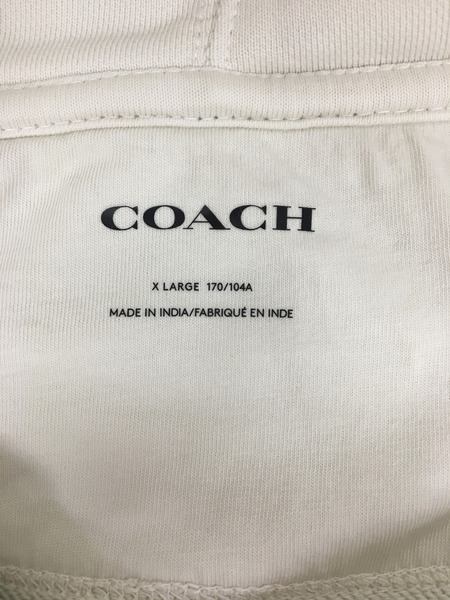 COACH
X LARGE 170/104A
MADE IN INDIA/FABRIQUÉ EN INDE